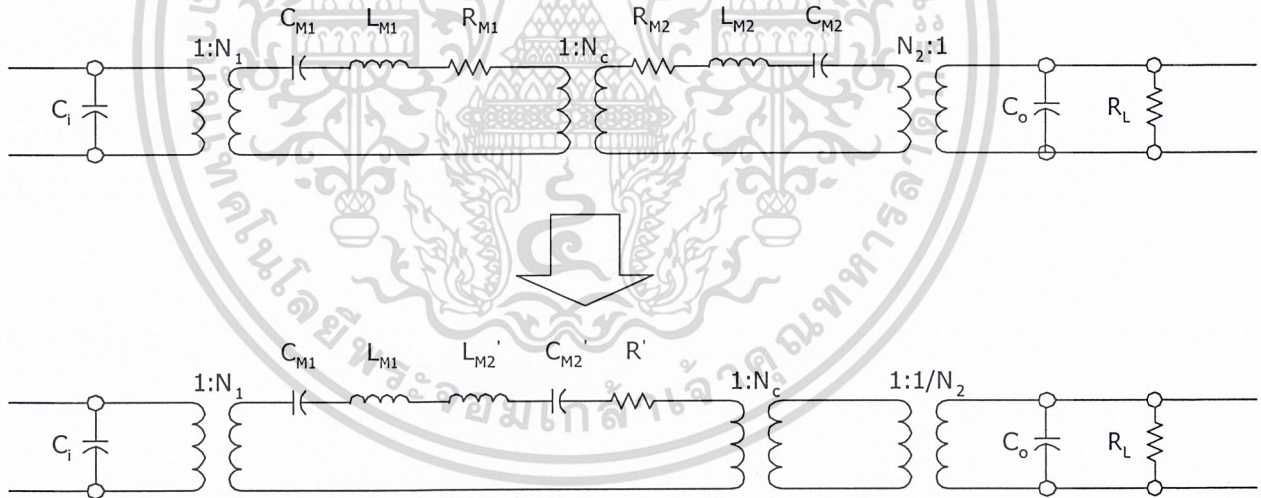 C_M1 L_M1 R_M1 R_M2 L_M2 C_M2
1:N_1 1:N_c N_2:1
C_i C_o R_L
C_M1 L_M1 L_M2' C_M2' R'
1:N_1 1:N_c 1:1/N_2
C_i C_o R_L